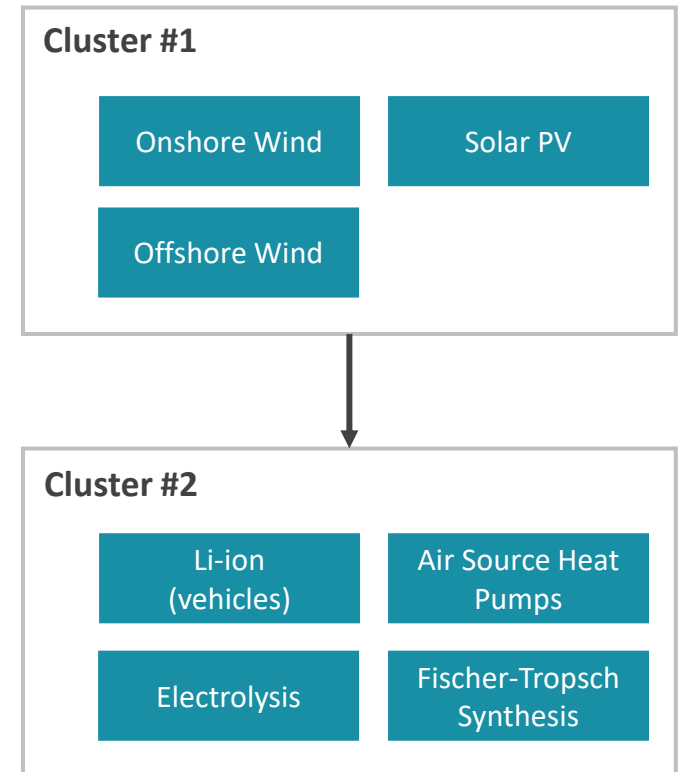 Cluster #1
Onshore Wind
Solar PV
Offshore Wind
Cluster #2
Li-ion
(vehicles)
Air Source Heat
Pumps
Electrolysis
Fischer-Tropsch
Synthesis